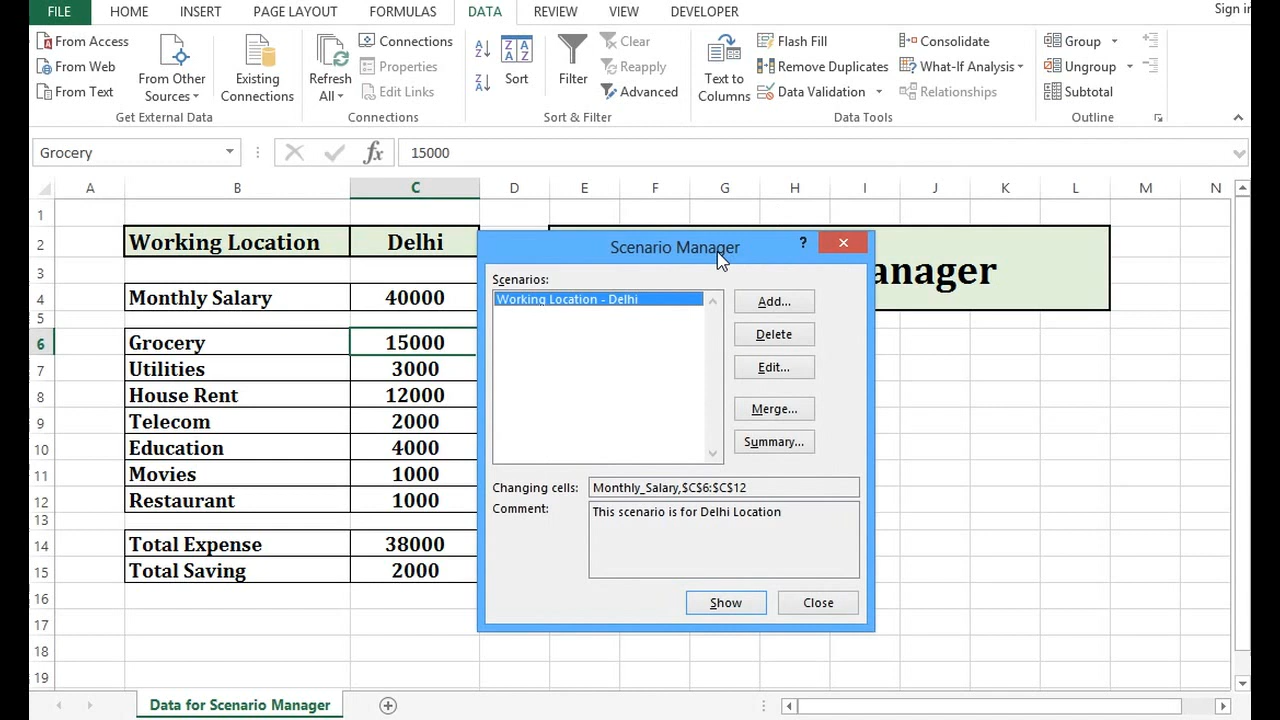 FILE HOME INSERT PAGE LAYOUT FORMULAS DATA REVIEW VIEW DEVELOPER Sign in
From Access
From Web
From Text
From Other
Sources
Existing
Connections
Get External Data
Refresh
All
Connections
Properties
Edit Links
Connections
Sort
Filter
Clear
Reapply
Advanced
Sort & Filter
Text to
Columns
Flash Fill
Remove Duplicates
Data Validation
Consolidate
What-If Analysis
Relationships
Data Tools
Group
Ungroup
Subtotal
Outline
Grocery fx 15000
A B C D E F G H I J K L M N
1
2 Working Location Delhi anager
3
4 Monthly Salary 40000
5
6 Grocery 15000
7 Utilities 3000
8 House Rent 12000
9 Telecom 2000
10 Education 4000
11 Movies 1000
12 Restaurant 1000
13
14 Total Expense 38000
15 Total Saving 2000
16
17
18
19
Scenario Manager ?
Scenarios:
Working Location - Delhi
Add...
Delete
Edit...
Merge...
Summary...
Changing cells: Monthly_Salary,$C$6:$C$12
Comment: This scenario is for Delhi Location
Show Close
Data for Scenario Manager